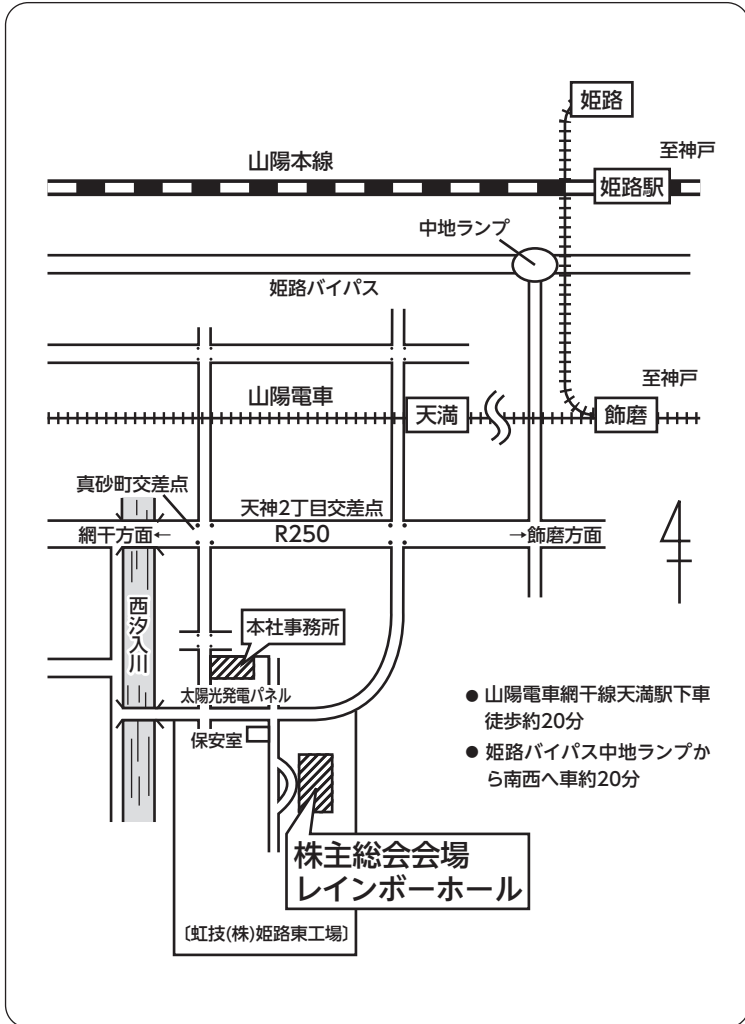 姫路
至神戸
山陽本線
姫路駅
中地ランプ
姫路バイパス
至神戸
山陽電車
天満
飾磨
真砂町交差点
天神2丁目交差点
網干方面←
R250
→飾磨方面
西汐入川
本社事務所
太陽光発電パネル
保安室
● 山陽電車網干線天満駅下車
徒歩約20分
● 姫路バイパス中地ランプか
ら南西へ車約20分
株主総会会場
レインボーホール
〔虹技(株)姫路東工場〕